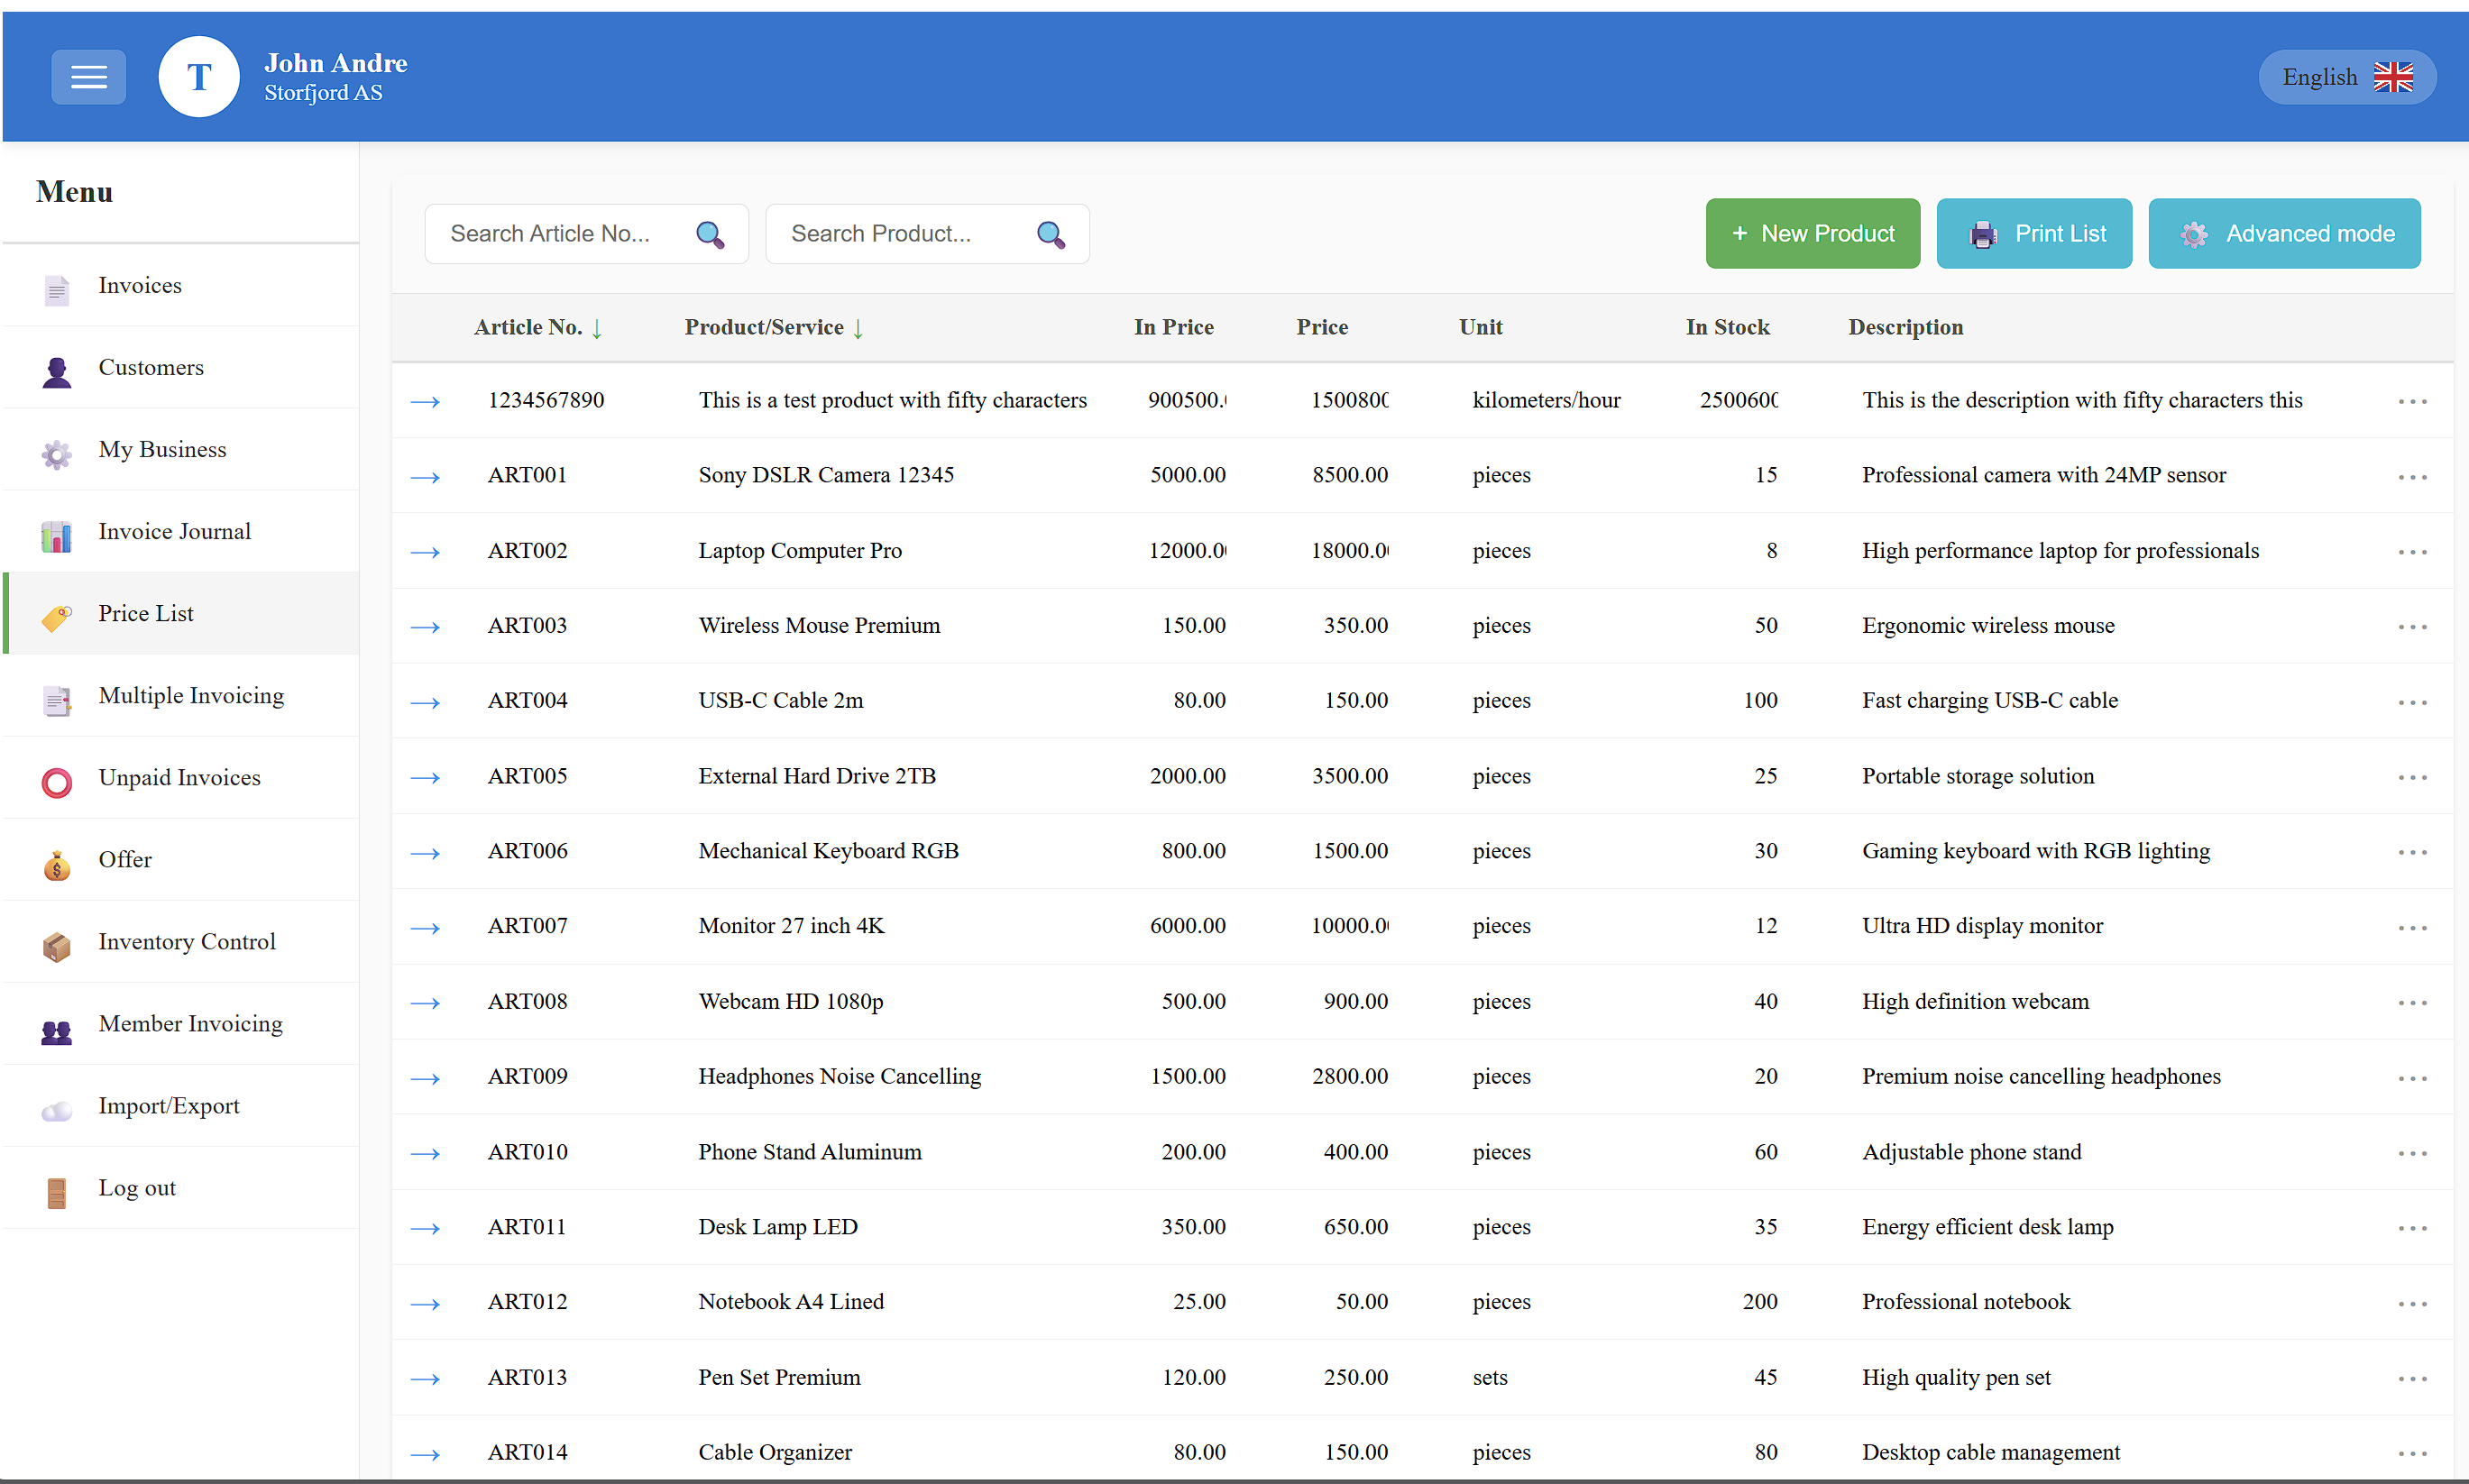 T
John Andre
Storfjord AS
English
Menu
Invoices
Customers
My Business
Invoice Journal
Price List
Multiple Invoicing
Unpaid Invoices
Offer
Inventory Control
Member Invoicing
Import/Export
Log out
Search Article No...
Search Product...
+ New Product
Print List
Advanced mode
Article No. ↓ Product/Service ↓ In Price Price Unit In Stock Description
→ 1234567890 This is a test product with fifty characters 900500. 150080 kilometers/hour 250060 This is the description with fifty characters this ...
→ ART001 Sony DSLR Camera 12345 5000.00 8500.00 pieces 15 Professional camera with 24MP sensor ...
→ ART002 Laptop Computer Pro 12000.0 18000.0 pieces 8 High performance laptop for professionals ...
→ ART003 Wireless Mouse Premium 150.00 350.00 pieces 50 Ergonomic wireless mouse ...
→ ART004 USB-C Cable 2m 80.00 150.00 pieces 100 Fast charging USB-C cable ...
→ ART005 External Hard Drive 2TB 2000.00 3500.00 pieces 25 Portable storage solution ...
→ ART006 Mechanical Keyboard RGB 800.00 1500.00 pieces 30 Gaming keyboard with RGB lighting ...
→ ART007 Monitor 27 inch 4K 6000.00 10000.0 pieces 12 Ultra HD display monitor ...
→ ART008 Webcam HD 1080p 500.00 900.00 pieces 40 High definition webcam ...
→ ART009 Headphones Noise Cancelling 1500.00 2800.00 pieces 20 Premium noise cancelling headphones ...
→ ART010 Phone Stand Aluminum 200.00 400.00 pieces 60 Adjustable phone stand ...
→ ART011 Desk Lamp LED 350.00 650.00 pieces 35 Energy efficient desk lamp ...
→ ART012 Notebook A4 Lined 25.00 50.00 pieces 200 Professional notebook ...
→ ART013 Pen Set Premium 120.00 250.00 sets 45 High quality pen set ...
→ ART014 Cable Organizer 80.00 150.00 pieces 80 Desktop cable management ...